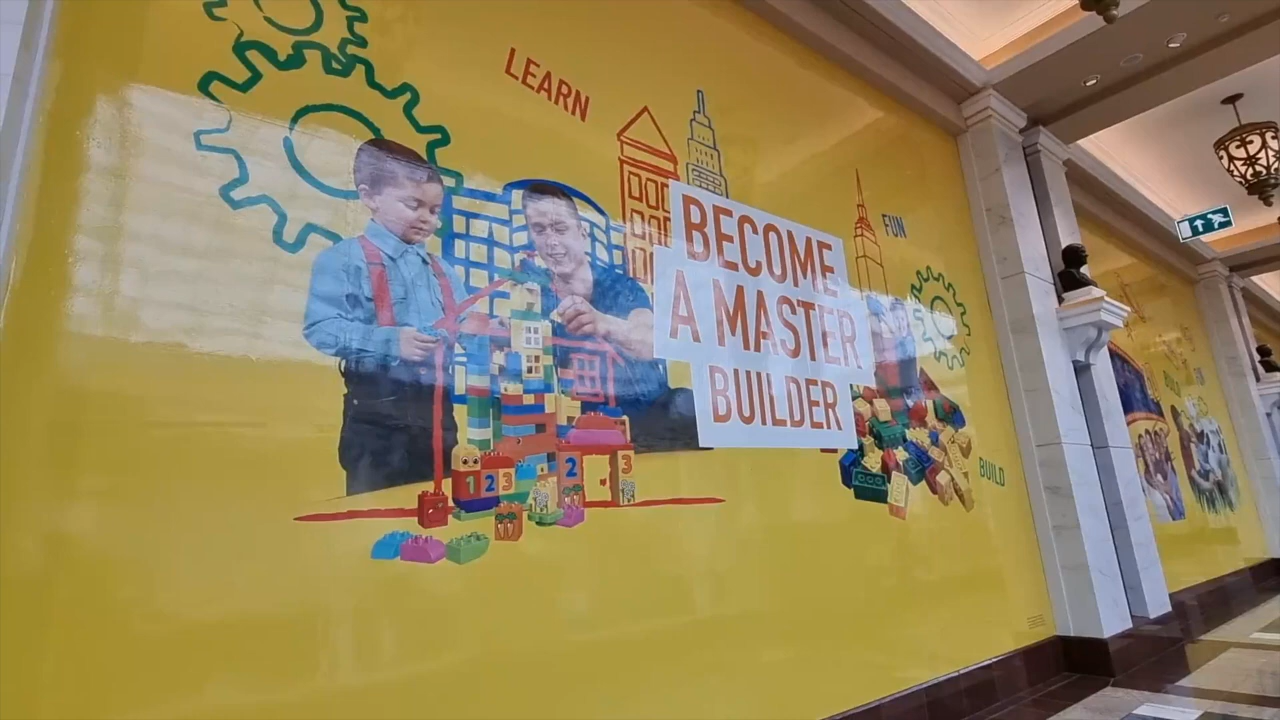 LEARN
BECOME
A MASTER
BUILDER
FUN
BUILD
1 2 3
2
3